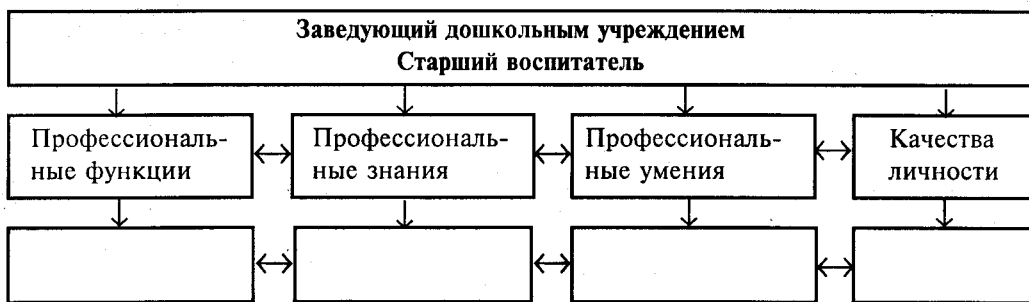 Заведующий дошкольным учреждением
Старший воспитатель
Профессиональ-
ные функции
Профессиональ-
ные знания
Профессиональ-
ные умения
Качества
личности